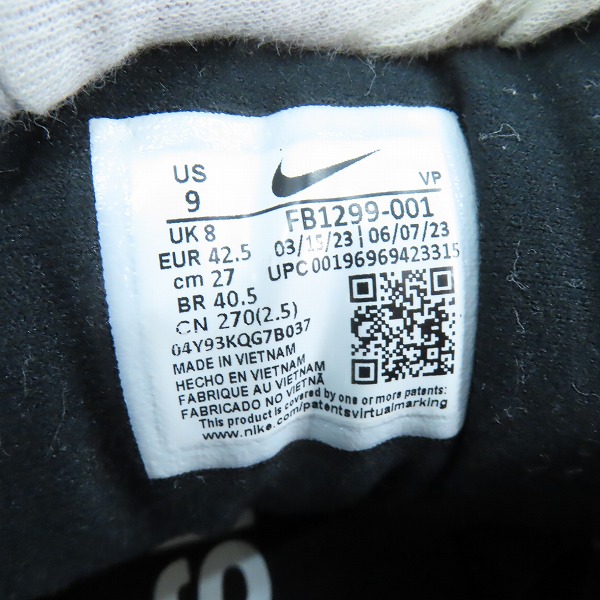 US
9
UK 8
EUR 42.5
cm 27
BR 40.5
CN 270(2.5)
04Y93KQG7B037
VP
FB1299-001
03/15/23 | 06/07/23
UPC 00196969423315
MADE IN VIETNAM
HECHO EN VIETNAM
FABRIQUE AU VIETNAM
FABRICADO NO VIETNÃ
This product is covered by one or more patents:
www.nike.com/patentsvirtualmarking